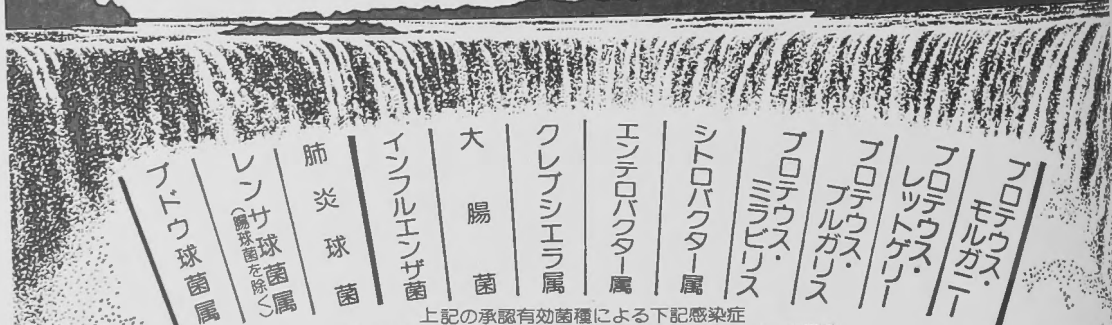 ブドウ球菌属
レンサ球菌属
(腸球菌を除く)
肺炎球菌
インフルエンザ菌
大腸菌
クレブシエラ属
エンテロバクター属
シトロバクター属
プロテウス・
ミラビリス
プロテウス・
ブルガリス
プロテウス・
レットゲリー
プロテウス・
モルガニー
上記の承認有効菌種による下記感染症